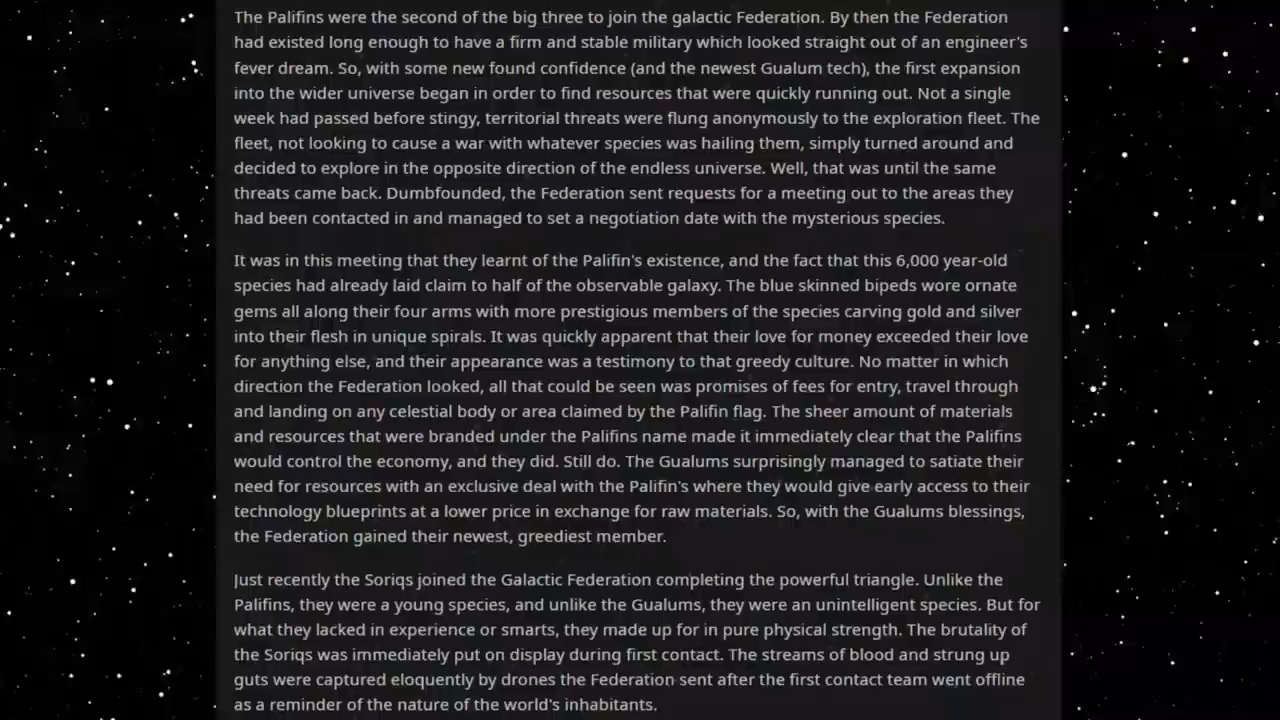 The Palifins were the second of the big three to join the galactic Federation. By then the Federation
had existed long enough to have a firm and stable military which looked straight out of an engineer's
fever dream. So, with some new found confidence (and the newest Gualum tech), the first expansion
into the wider universe began in order to find resources that were quickly running out. Not a single
week had passed before stingy, territorial threats were flung anonymously to the exploration fleet. The
fleet, not looking to cause a war with whatever species was hailing them, simply turned around and
decided to explore in the opposite direction of the endless universe. Well, that was until the same
threats came back. Dumbfounded, the Federation sent requests for a meeting out to the areas they
had been contacted in and managed to set a negotiation date with the mysterious species.
It was in this meeting that they learnt of the Palifin's existence, and the fact that this 6,000 year-old
species had already laid claim to half of the observable galaxy. The blue skinned bipeds wore ornate
gems all along their four arms with more prestigious members of the species carving gold and silver
into their flesh in unique spirals. It was quickly apparent that their love for money exceeded their love
for anything else, and their appearance was a testimony to that greedy culture. No matter in which
direction the Federation looked, all that could be seen was promises of fees for entry, travel through
and landing on any celestial body or area claimed by the Palifin flag. The sheer amount of materials
and resources that were branded under the Palifins name made it immediately clear that the Palifins
would control the economy, and they did. Still do. The Gualums surprisingly managed to satiate their
need for resources with an exclusive deal with the Palifin's where they would give early access to their
technology blueprints at a lower price in exchange for raw materials. So, with the Gualums blessings,
the Federation gained their newest, greediest member.
Just recently the Soriqs joined the Galactic Federation completing the powerful triangle. Unlike the
Palifins, they were a young species, and unlike the Gualums, they were an unintelligent species. But for
what they lacked in experience or smarts, they made up for in pure physical strength. The brutality of
the Soriqs was immediately put on display during first contact. The streams of blood and strung up
guts were captured eloquently by drones the Federation sent after the first contact team went offline
as a reminder of the nature of the world's inhabitants.